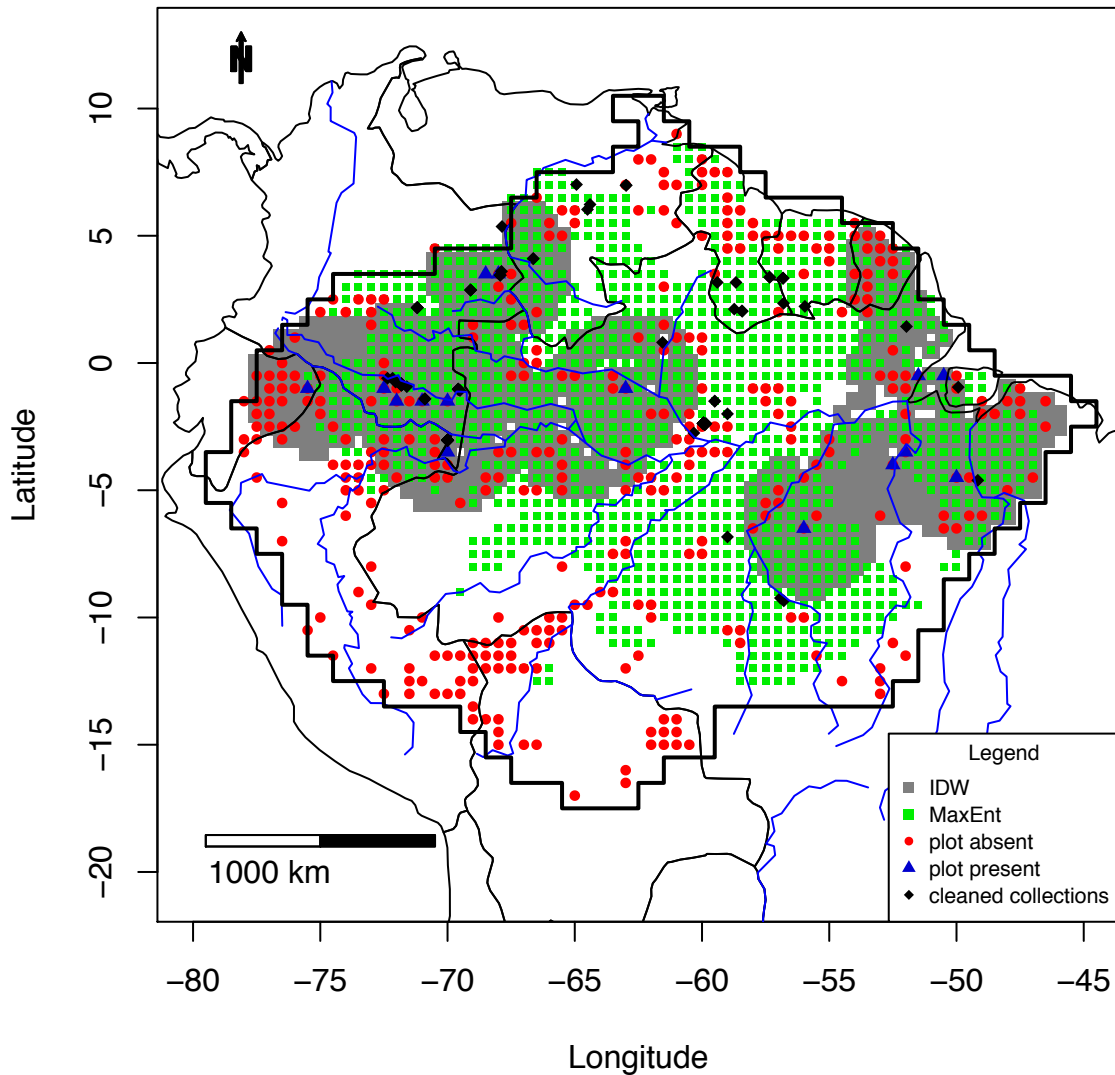 N
10
5
0
−5
−10
−15
−20
Latitude
1000 km
Legend
IDW
MaxEnt
plot absent
plot present
cleaned collections
−80
−75
−70
−65
−60
−55
−50
−45
Longitude